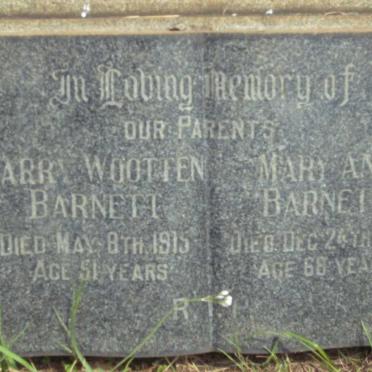 In Loving Memory of
OUR PARENTS
ARRY WOOTTEN MARY AN
BARNETT BARNE
DIED MAY 8TH 1915 DIED DEC 24TH
AGE 51 YEARS AGE 68 YEA
R I P